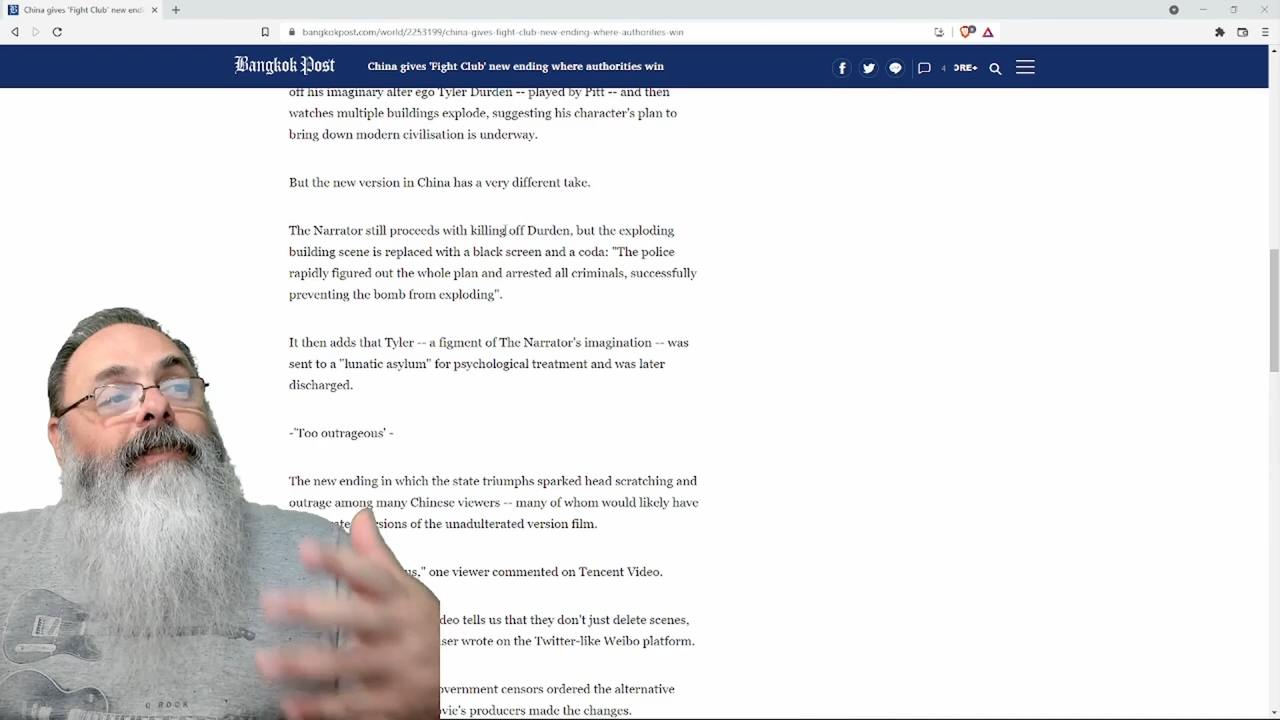 China gives 'Fight Club' new endi
bangkokpost.com/world/2253199/china-gives-fight-club-new-ending-where-authorities-win
Bangkok Post
China gives 'Fight Club' new ending where authorities win
4
ORE+
off his imaginary alter ego Tyler Durden -- played by Pitt -- and then
watches multiple buildings explode, suggesting his character's plan to
bring down modern civilisation is underway.
But the new version in China has a very different take.
The Narrator still proceeds with killing off Durden, but the exploding
building scene is replaced with a black screen and a coda: "The police
rapidly figured out the whole plan and arrested all criminals, successfully
preventing the bomb from exploding".
It then adds that Tyler -- a figment of The Narrator's imagination -- was
sent to a "lunatic asylum" for psychological treatment and was later
discharged.
-'Too outrageous' -
The new ending in which the state triumphs sparked head scratching and
outrage among many Chinese viewers -- many of whom would likely have
of the unadulterated version film.
one viewer commented on Tencent Video.
tells us that they don't just delete scenes,
wrote on the Twitter-like Weibo platform.
censors ordered the alternative
producers made the changes.
ROCK